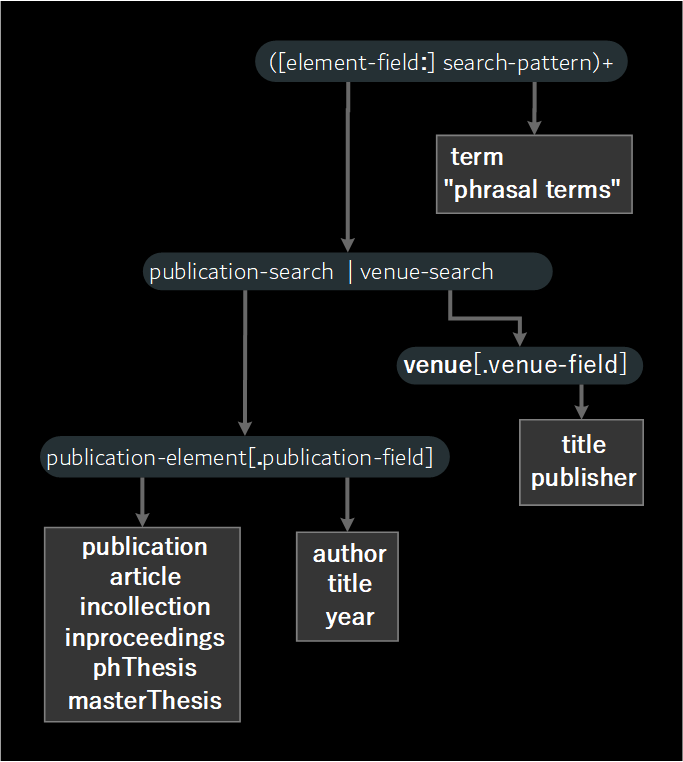 ([element-field:] search-pattern)+
term
"phrasal terms"
publication-search | venue-search
venue[.venue-field]
title
publisher
publication-element[.publication-field]
publication
article
incollection
inproceedings
phThesis
masterThesis
author
title
year